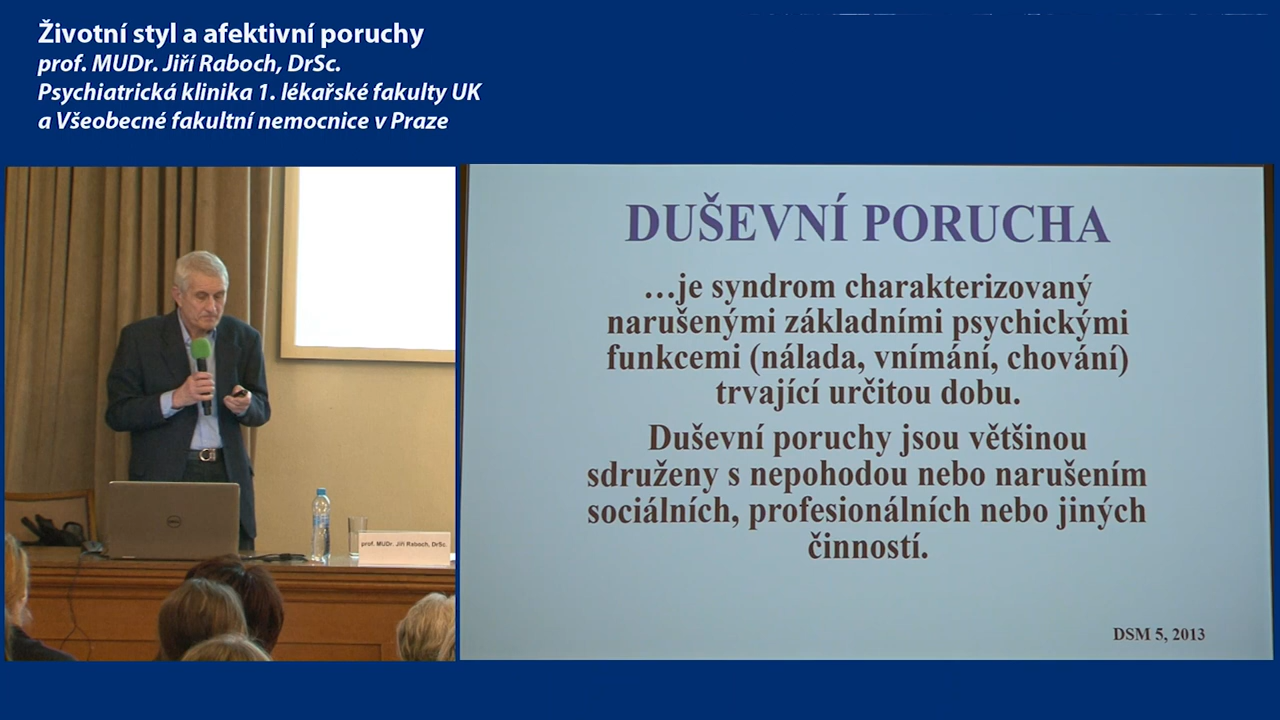 Životní styl a afektivní poruchy
prof. MUDr. Jiří Raboch, DrSc.
Psychiatrická klinika 1. lékařské fakulty UK
a Všeobecné fakultní nemocnice v Praze
DUŠEVNÍ PORUCHA
...je syndrom charakterizovaný
narušenými základními psychickými
funkcemi (nálada, vnímání, chování)
trvající určitou dobu.
Duševní poruchy jsou většinou
sdruženy s nepohodou nebo narušením
sociálních, profesionálních nebo jiných
činností.
DSM 5, 2013
DELL
prof. MUDr. Jiří Raboch, DrSc.